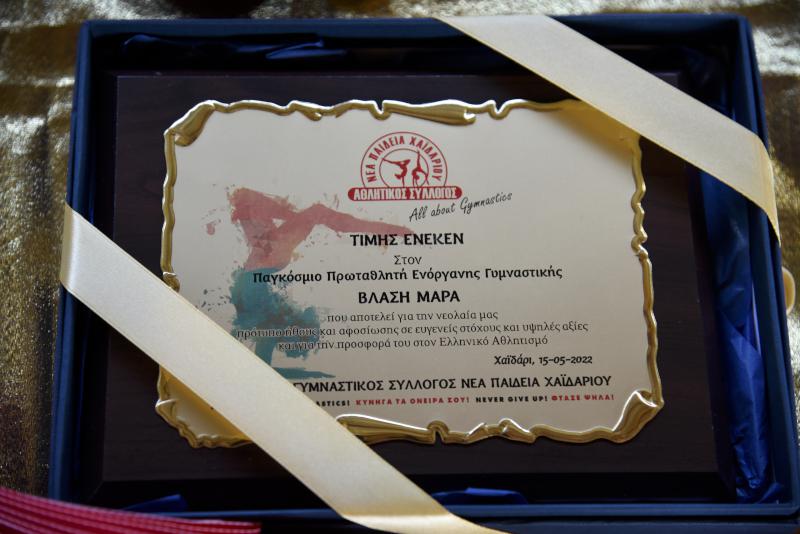 ΝΕΑ ΠΑΙΔΕΙΑ ΧΑΪΔΑΡΙΟΥ
ΑΘΛΗΤΙΚΟΣ ΣΥΛΛΟΓΟΣ
All about Gymnastics
ΤΙΜΗΣ ΕΝΕΚΕΝ
Στον
Παγκόσμιο Πρωταθλητή Ενόργανης Γυμναστικής
ΒΛΑΣΗ ΜΑΡΑ
που αποτελεί για την νεολαία μας
πρότυπο ήθους και αφοσίωσης σε ευγενείς στόχους και υψηλές αξίες
και για την προσφορά του στον Ελληνικό Αθλητισμό
Χαϊδάρι, 15-05-2022
ΓΥΜΝΑΣΤΙΚΟΣ ΣΥΛΛΟΓΟΣ ΝΕΑ ΠΑΙΔΕΙΑ ΧΑΪΔΑΡΙΟΥ
ΚΥΝΗΓΑ ΤΑ ΟΝΕΙΡΑ ΣΟΥ! NEVER GIVE UP! ΦΤΑΣΕ ΨΗΛΑ!